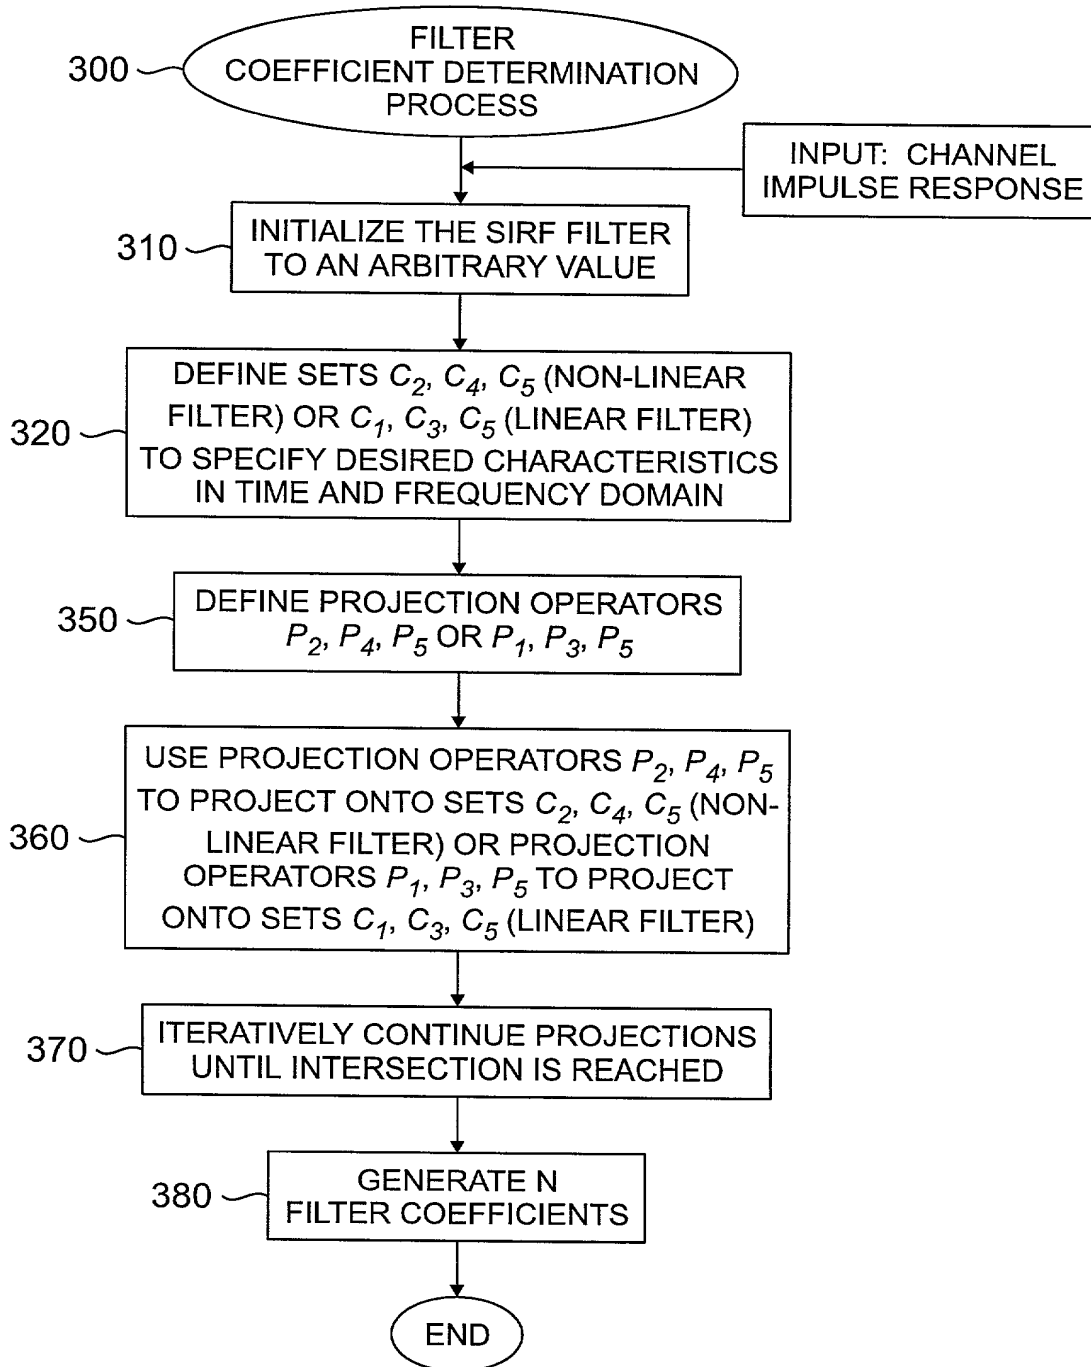 300
FILTER
COEFFICIENT DETERMINATION
PROCESS
INPUT: CHANNEL
IMPULSE RESPONSE
310
INITIALIZE THE SIRF FILTER
TO AN ARBITRARY VALUE
320
DEFINE SETS C2, C4, C5 (NON-LINEAR
FILTER) OR C1, C3, C5 (LINEAR FILTER)
TO SPECIFY DESIRED CHARACTERISTICS
IN TIME AND FREQUENCY DOMAIN
350
DEFINE PROJECTION OPERATORS
P2, P4, P5 OR P1, P3, P5
360
USE PROJECTION OPERATORS P2, P4, P5
TO PROJECT ONTO SETS C2, C4, C5 (NON-
LINEAR FILTER) OR PROJECTION
OPERATORS P1, P3, P5 TO PROJECT
ONTO SETS C1, C3, C5 (LINEAR FILTER)
370
ITERATIVELY CONTINUE PROJECTIONS
UNTIL INTERSECTION IS REACHED
380
GENERATE N
FILTER COEFFICIENTS
END